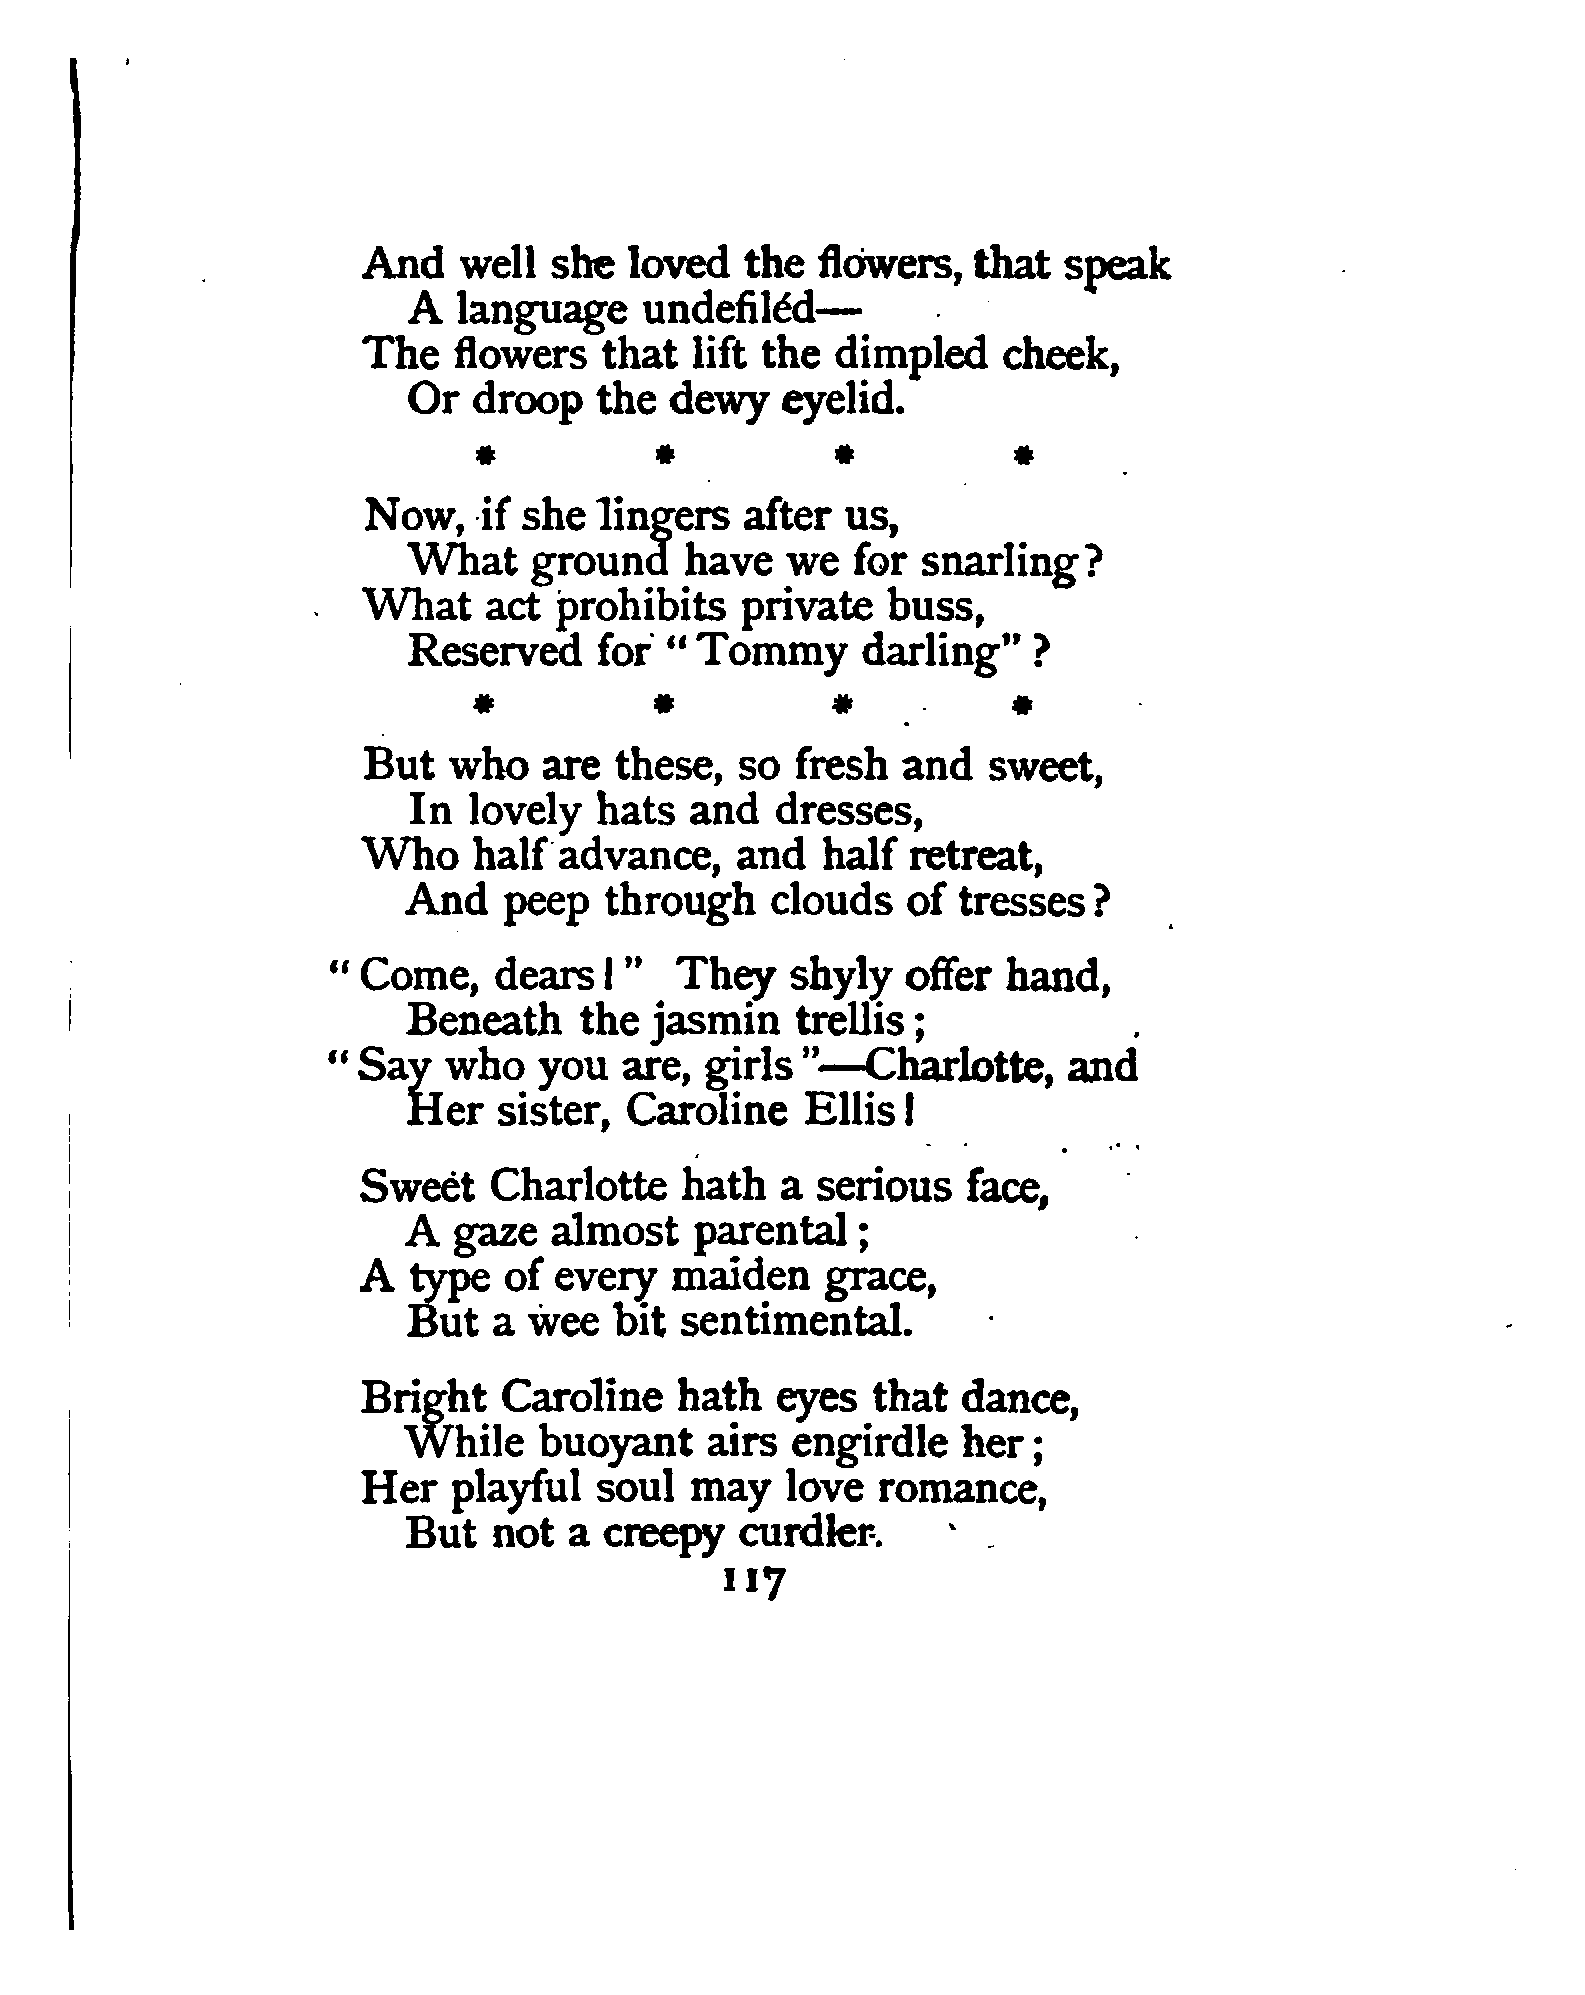 And well she loved the flowers, that speak
A language undefiléd—
The flowers that lift the dimpled cheek,
Or droop the dewy eyelid.
* * * *
Now, if she lingers after us,
What ground have we for snarling?
What act prohibits private buss,
Reserved for "Tommy darling"?
* * * *
But who are these, so fresh and sweet,
In lovely hats and dresses,
Who half advance, and half retreat,
And peep through clouds of tresses?
"Come, dears!" They shyly offer hand,
Beneath the jasmin trellis;
"Say who you are, girls"—Charlotte, and
Her sister, Caroline Ellis!
Sweet Charlotte hath a serious face,
A gaze almost parental;
A type of every maiden grace,
But a wee bit sentimental.
Bright Caroline hath eyes that dance,
While buoyant airs engirdle her;
Her playful soul may love romance,
But not a creepy curdler.
117